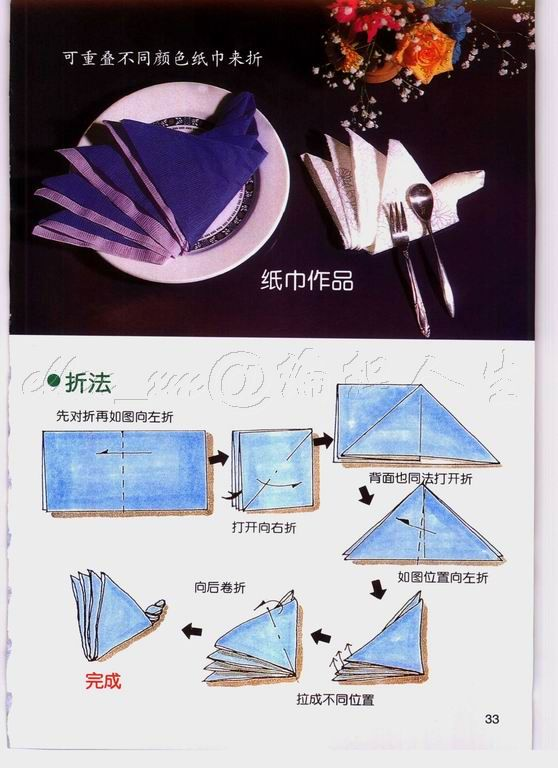 可重叠不同颜色纸巾来折
纸巾作品
折法
先对折再如图向左折
打开向右折
背面也同法打开折
如图位置向左折
拉成不同位置
向后卷折
完成
33